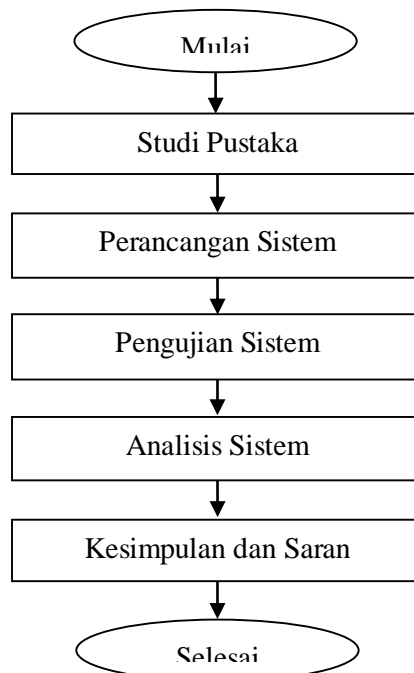 Mulai
Studi Pustaka
Perancangan Sistem
Pengujian Sistem
Analisis Sistem
Kesimpulan dan Saran
Selesai